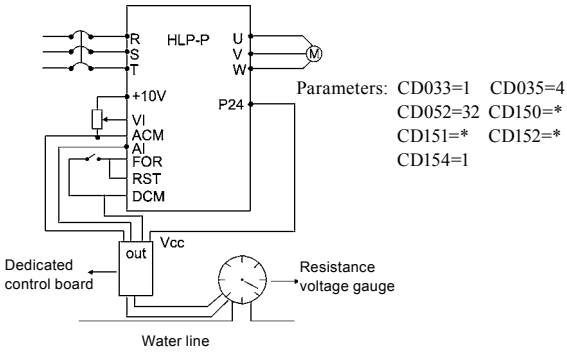 R HLP-P U
S V M
T W
+10V
P24
VI
ACM
AI
FOR
RST
DCM
Parameters: CD033=1 CD035=4
CD052=32 CD150=*
CD151=* CD152=*
CD154=1
Vcc
out
Dedicated
control board
Resistance
voltage gauge
Water line